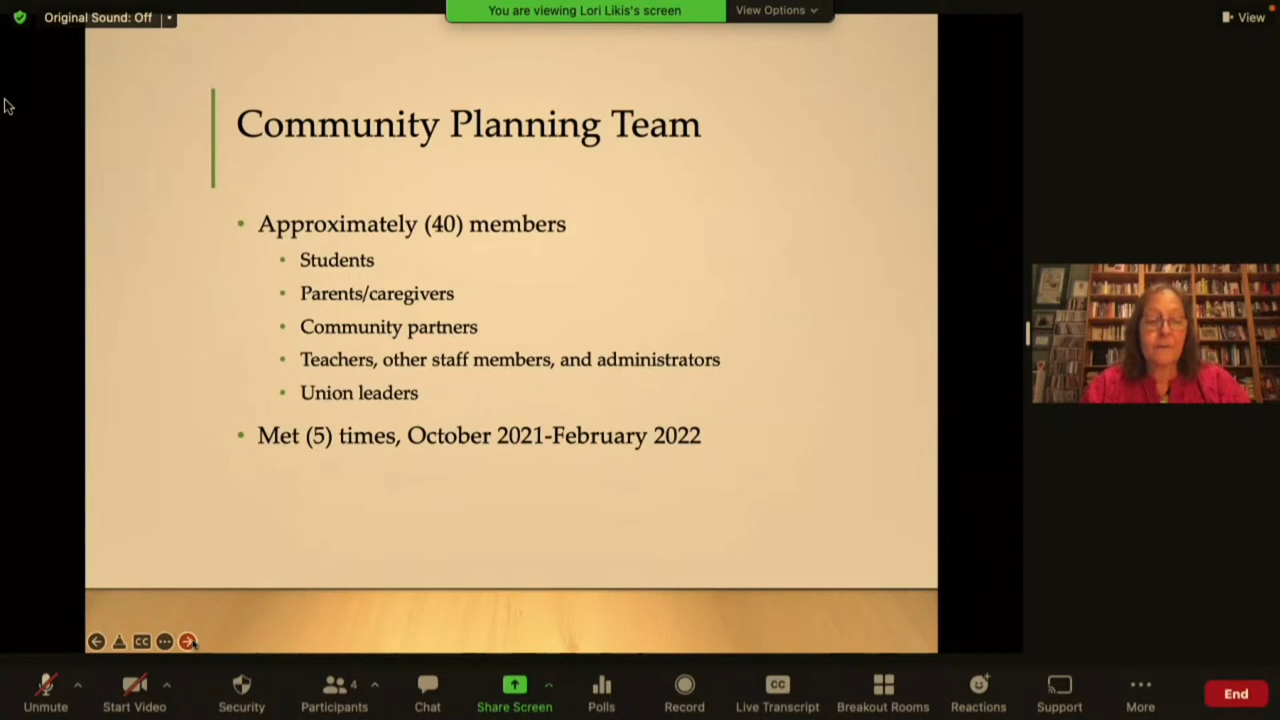 Original Sound: Off
You are viewing Lori Likis's screen
View Options
View
Community Planning Team
• Approximately (40) members
• Students
• Parents/caregivers
• Community partners
• Teachers, other staff members, and administrators
• Union leaders
• Met (5) times, October 2021-February 2022
CC
4
CC
Unmute
Start Video
Security
Participants
Chat
Share Screen
Polls
Record
Live Transcript
Breakout Rooms
Reactions
Support
More
End